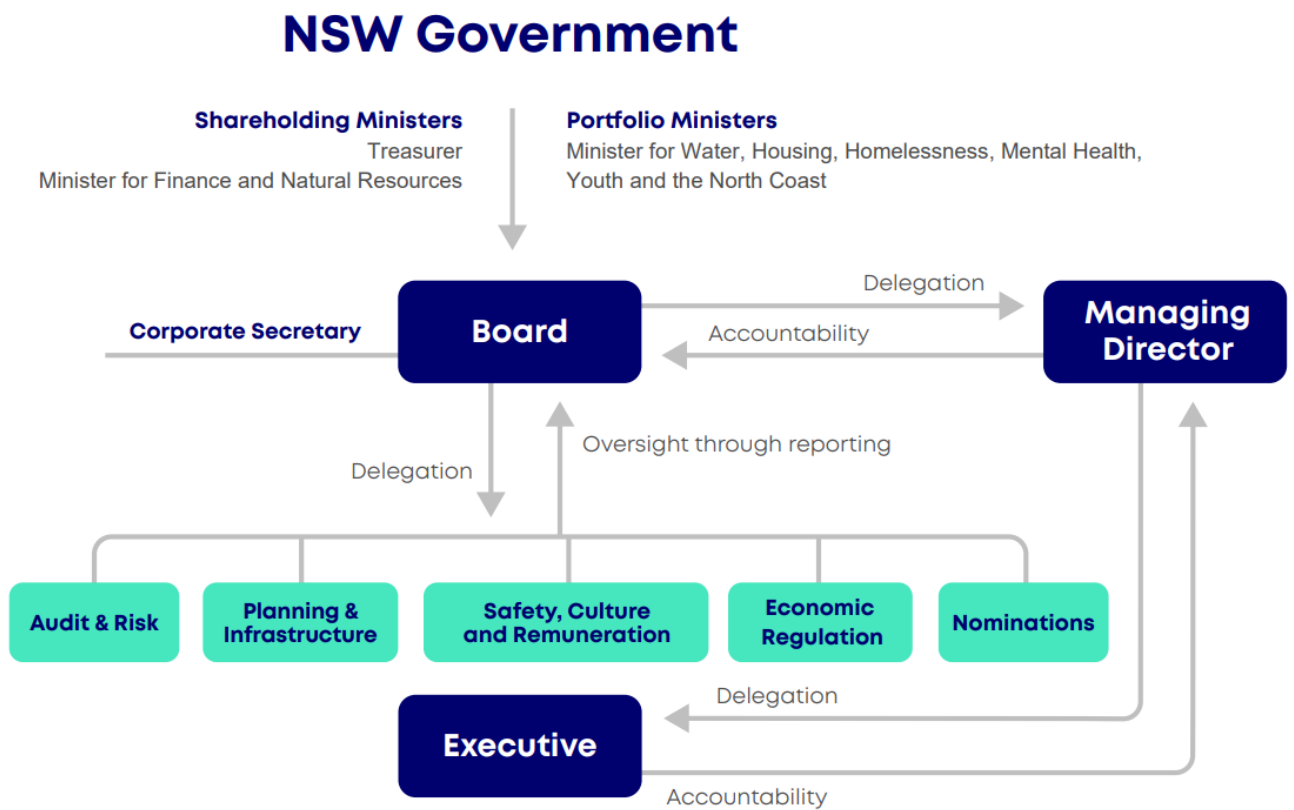 NSW Government
Shareholding Ministers
Treasurer
Minister for Finance and Natural Resources
Portfolio Ministers
Minister for Water, Housing, Homelessness, Mental Health,
Youth and the North Coast
Delegation
Managing
Director
Corporate Secretary
Board
Accountability
Oversight through reporting
Delegation
Audit & Risk
Planning &
Infrastructure
Safety, Culture
and Remuneration
Economic
Regulation
Nominations
Delegation
Executive
Accountability